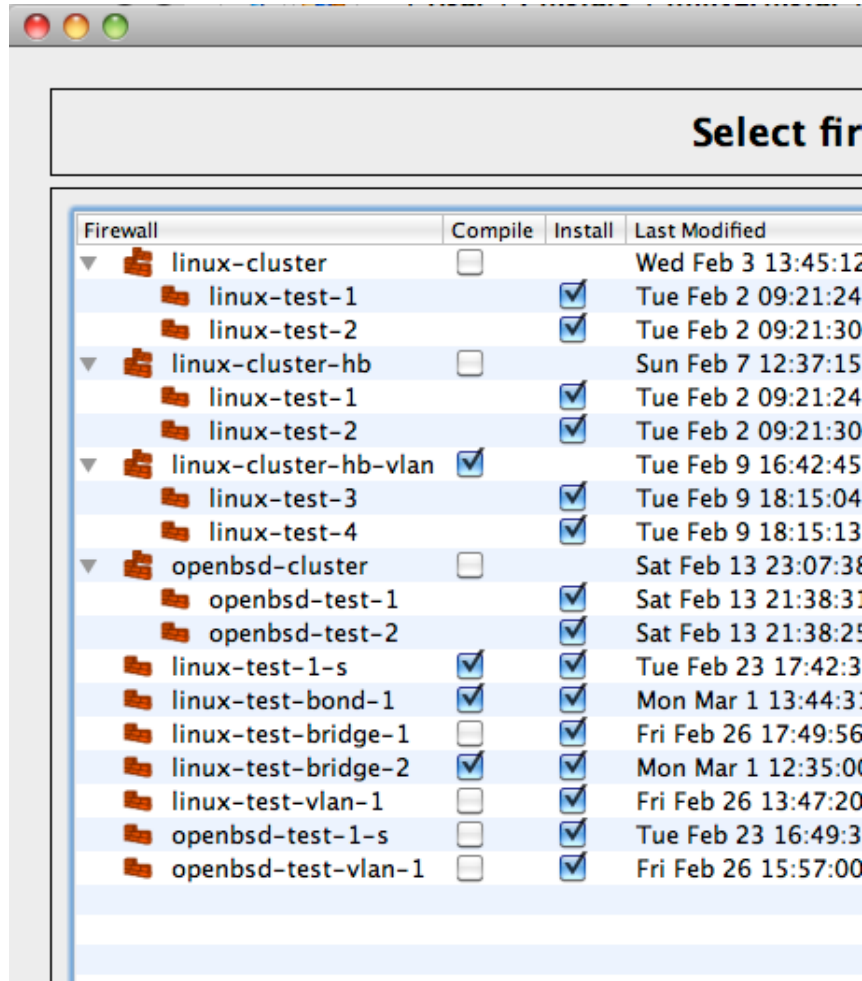 Select fir
Firewall Compile Install Last Modified
linux-cluster Wed Feb 3 13:45:12
linux-test-1 Tue Feb 2 09:21:24
linux-test-2 Tue Feb 2 09:21:30
linux-cluster-hb Sun Feb 7 12:37:15
linux-test-1 Tue Feb 2 09:21:24
linux-test-2 Tue Feb 2 09:21:30
linux-cluster-hb-vlan Tue Feb 9 16:42:45
linux-test-3 Tue Feb 9 18:15:04
linux-test-4 Tue Feb 9 18:15:13
openbsd-cluster Sat Feb 13 23:07:38
openbsd-test-1 Sat Feb 13 21:38:31
openbsd-test-2 Sat Feb 13 21:38:25
linux-test-1-s Tue Feb 23 17:42:3
linux-test-bond-1 Mon Mar 1 13:44:31
linux-test-bridge-1 Fri Feb 26 17:49:56
linux-test-bridge-2 Mon Mar 1 12:35:00
linux-test-vlan-1 Fri Feb 26 13:47:20
openbsd-test-1-s Tue Feb 23 16:49:3
openbsd-test-vlan-1 Fri Feb 26 15:57:00